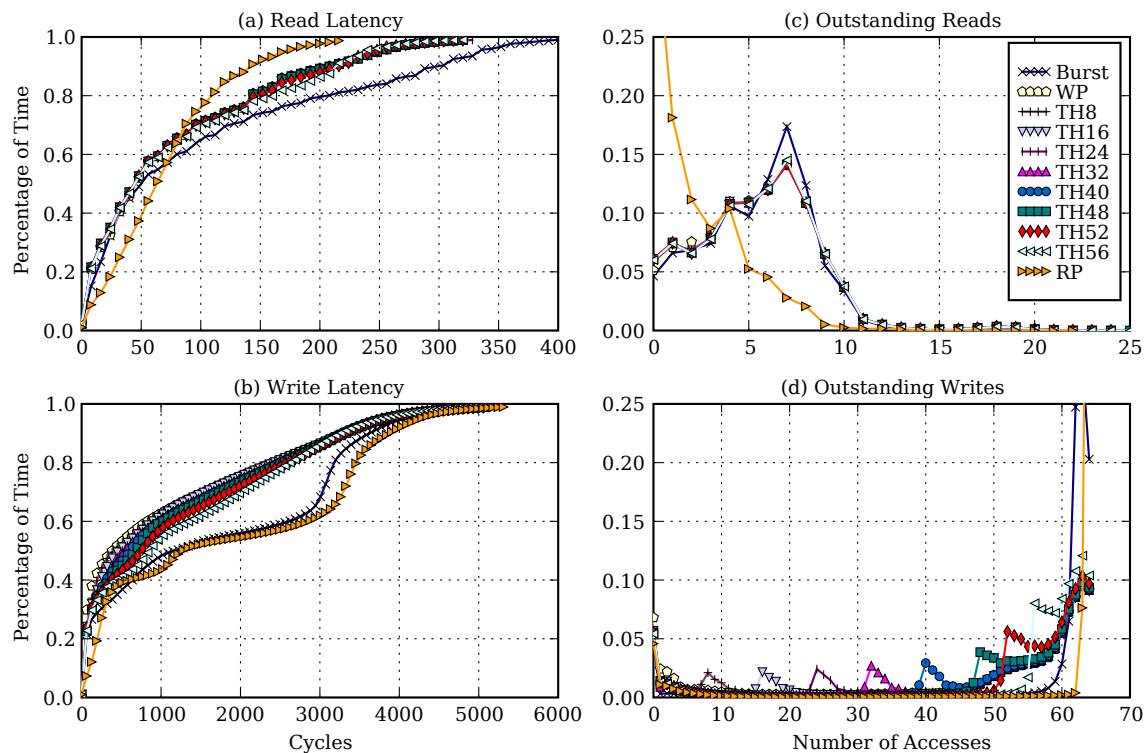 (a) Read Latency
Percentage of Time
1.0
0.8
0.6
0.4
0.2
0.0
0 50 100 150 200 250 300 350 400
(c) Outstanding Reads
0.25
0.20
0.15
0.10
0.05
0.00
0 5 10 15 20 25
Burst
WP
TH8
TH16
TH24
TH32
TH40
TH48
TH52
TH56
RP
(b) Write Latency
Percentage of Time
1.0
0.8
0.6
0.4
0.2
0.0
0 1000 2000 3000 4000 5000 6000
Cycles
(d) Outstanding Writes
0.25
0.20
0.15
0.10
0.05
0.00
0 10 20 30 40 50 60 70
Number of Accesses